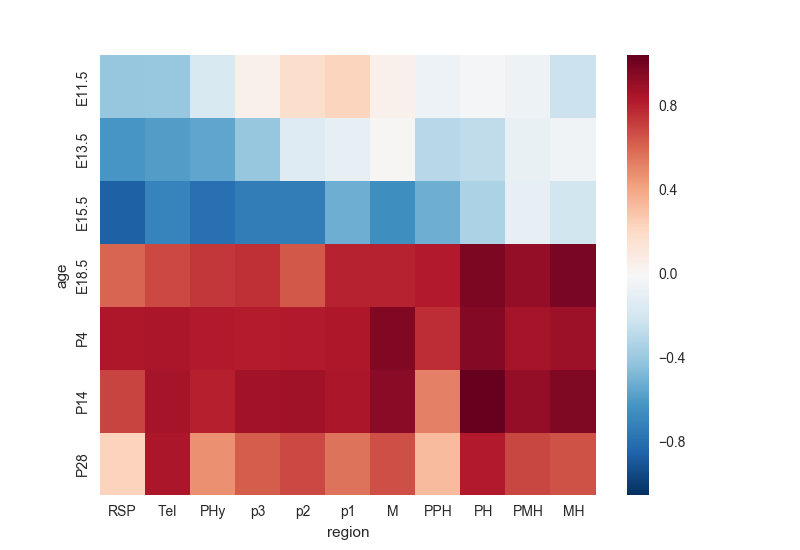 age
E11.5
E13.5
E15.5
E18.5
P4
P14
P28
RSP Tel PHy p3 p2 p1 M PPH PH PMH MH
region
0.8
0.4
0.0
−0.4
−0.8